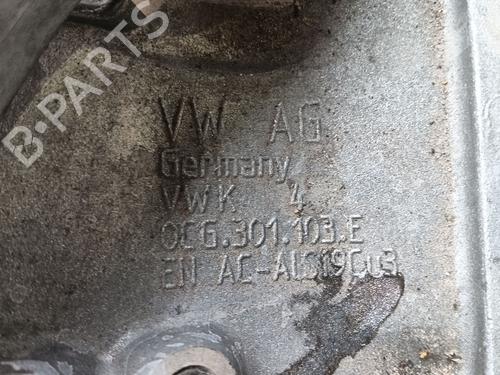 B-PARTS
VW AG
Germany
VWK 4
0CG.301.103.E
EN AC-AlSi9Cu3